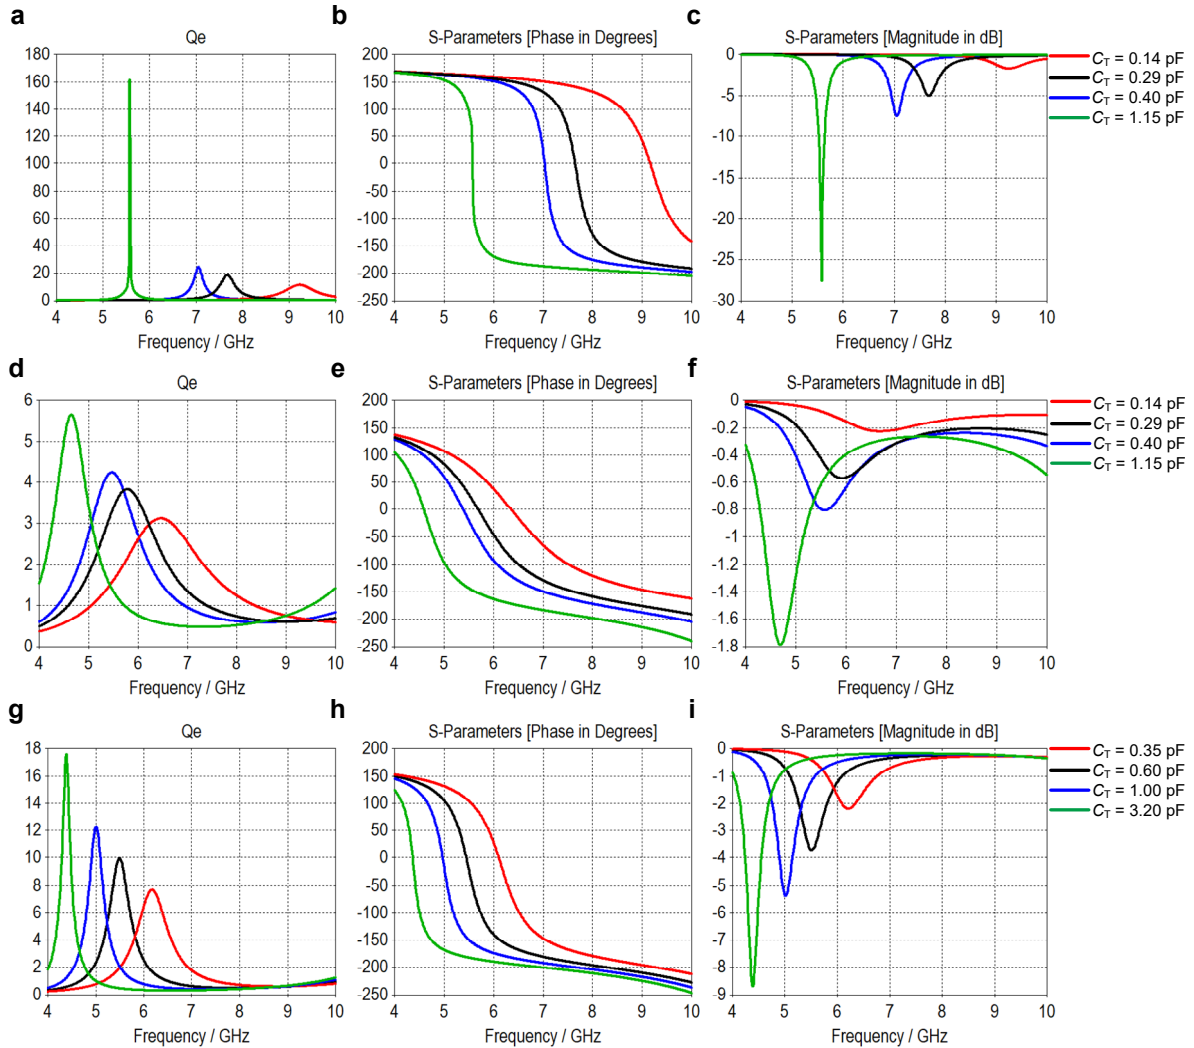 a b c
Qe S-Parameters [Phase in Degrees] S-Parameters [Magnitude in dB]
180
160
140
120
100
80
60
40
20
0
4 5 6 7 8 9 10
Frequency / GHz
200
150
100
50
0
-50
-100
-150
-200
-250
4 5 6 7 8 9 10
Frequency / GHz
0
-5
-10
-15
-20
-25
-30
4 5 6 7 8 9 10
Frequency / GHz
CT = 0.14 pF
CT = 0.29 pF
CT = 0.40 pF
CT = 1.15 pF
d e f
Qe S-Parameters [Phase in Degrees] S-Parameters [Magnitude in dB]
6
5
4
3
2
1
0
4 5 6 7 8 9 10
Frequency / GHz
200
150
100
50
0
-50
-100
-150
-200
-250
4 5 6 7 8 9 10
Frequency / GHz
0
-0.2
-0.4
-0.6
-0.8
-1
-1.2
-1.4
-1.6
-1.8
4 5 6 7 8 9 10
Frequency / GHz
CT = 0.14 pF
CT = 0.29 pF
CT = 0.40 pF
CT = 1.15 pF
g h i
Qe S-Parameters [Phase in Degrees] S-Parameters [Magnitude in dB]
18
16
14
12
10
8
6
4
2
0
4 5 6 7 8 9 10
Frequency / GHz
200
150
100
50
0
-50
-100
-150
-200
-250
4 5 6 7 8 9 10
Frequency / GHz
0
-1
-2
-3
-4
-5
-6
-7
-8
-9
4 5 6 7 8 9 10
Frequency / GHz
CT = 0.35 pF
CT = 0.60 pF
CT = 1.00 pF
CT = 3.20 pF